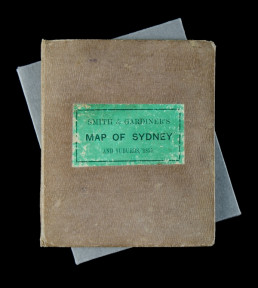 SMITH & GARDINER'S
MAP OF SYDNEY
AND SUBURBS